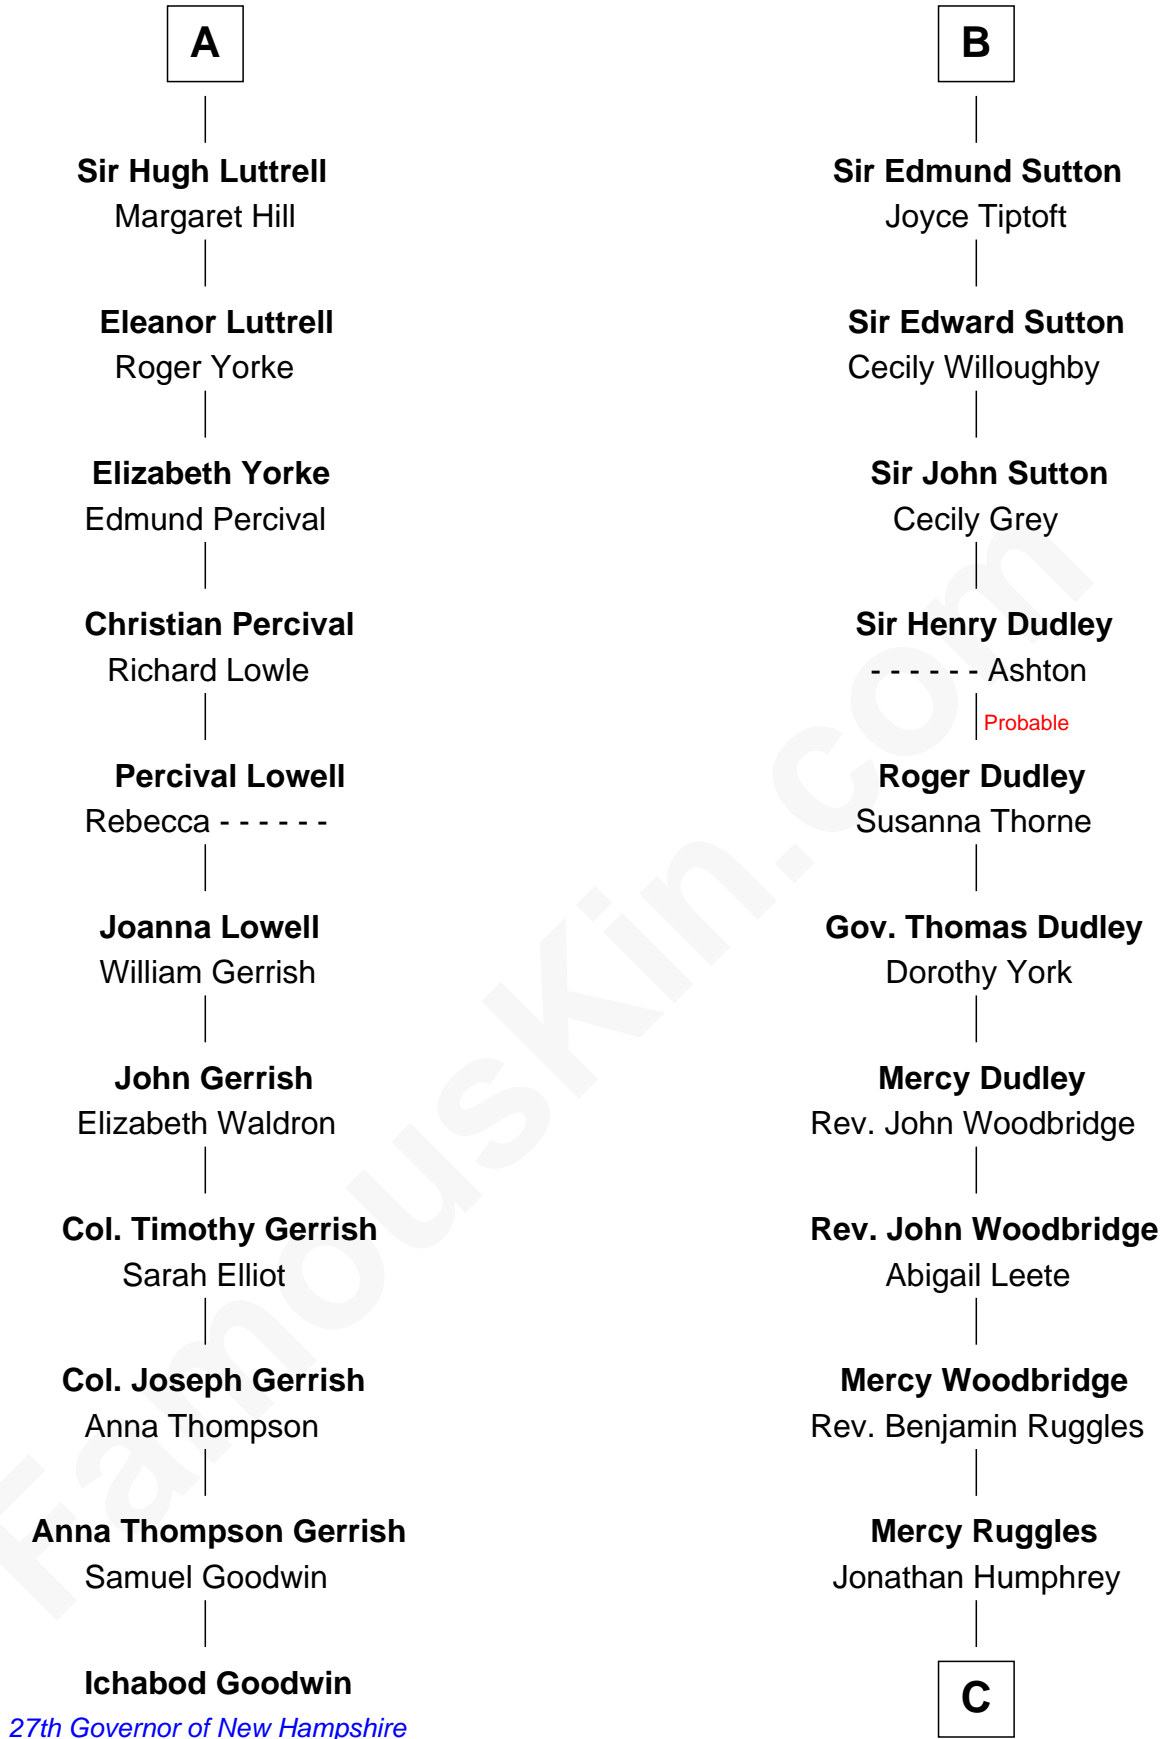 A
Sir Hugh Luttrell
Margaret Hill
Eleanor Luttrell
Roger Yorke
Elizabeth Yorke
Edmund Percival
Christian Percival
Richard Lowle
Percival Lowell
Rebecca - - - - - -
Joanna Lowell
William Gerrish
John Gerrish
Elizabeth Waldron
Col. Timothy Gerrish
Sarah Elliot
Col. Joseph Gerrish
Anna Thompson
Anna Thompson Gerrish
Samuel Goodwin
Ichabod Goodwin
27th Governor of New Hampshire
B
Sir Edmund Sutton
Joyce Tiptoft
Sir Edward Sutton
Cecily Willoughby
Sir John Sutton
Cecily Grey
Sir Henry Dudley
- - - - - - Ashton
Probable
Roger Dudley
Susanna Thorne
Gov. Thomas Dudley
Dorothy York
Mercy Dudley
Rev. John Woodbridge
Rev. John Woodbridge
Abigail Leete
Mercy Woodbridge
Rev. Benjamin Ruggles
Mercy Ruggles
Jonathan Humphrey
C
FamousKin.com